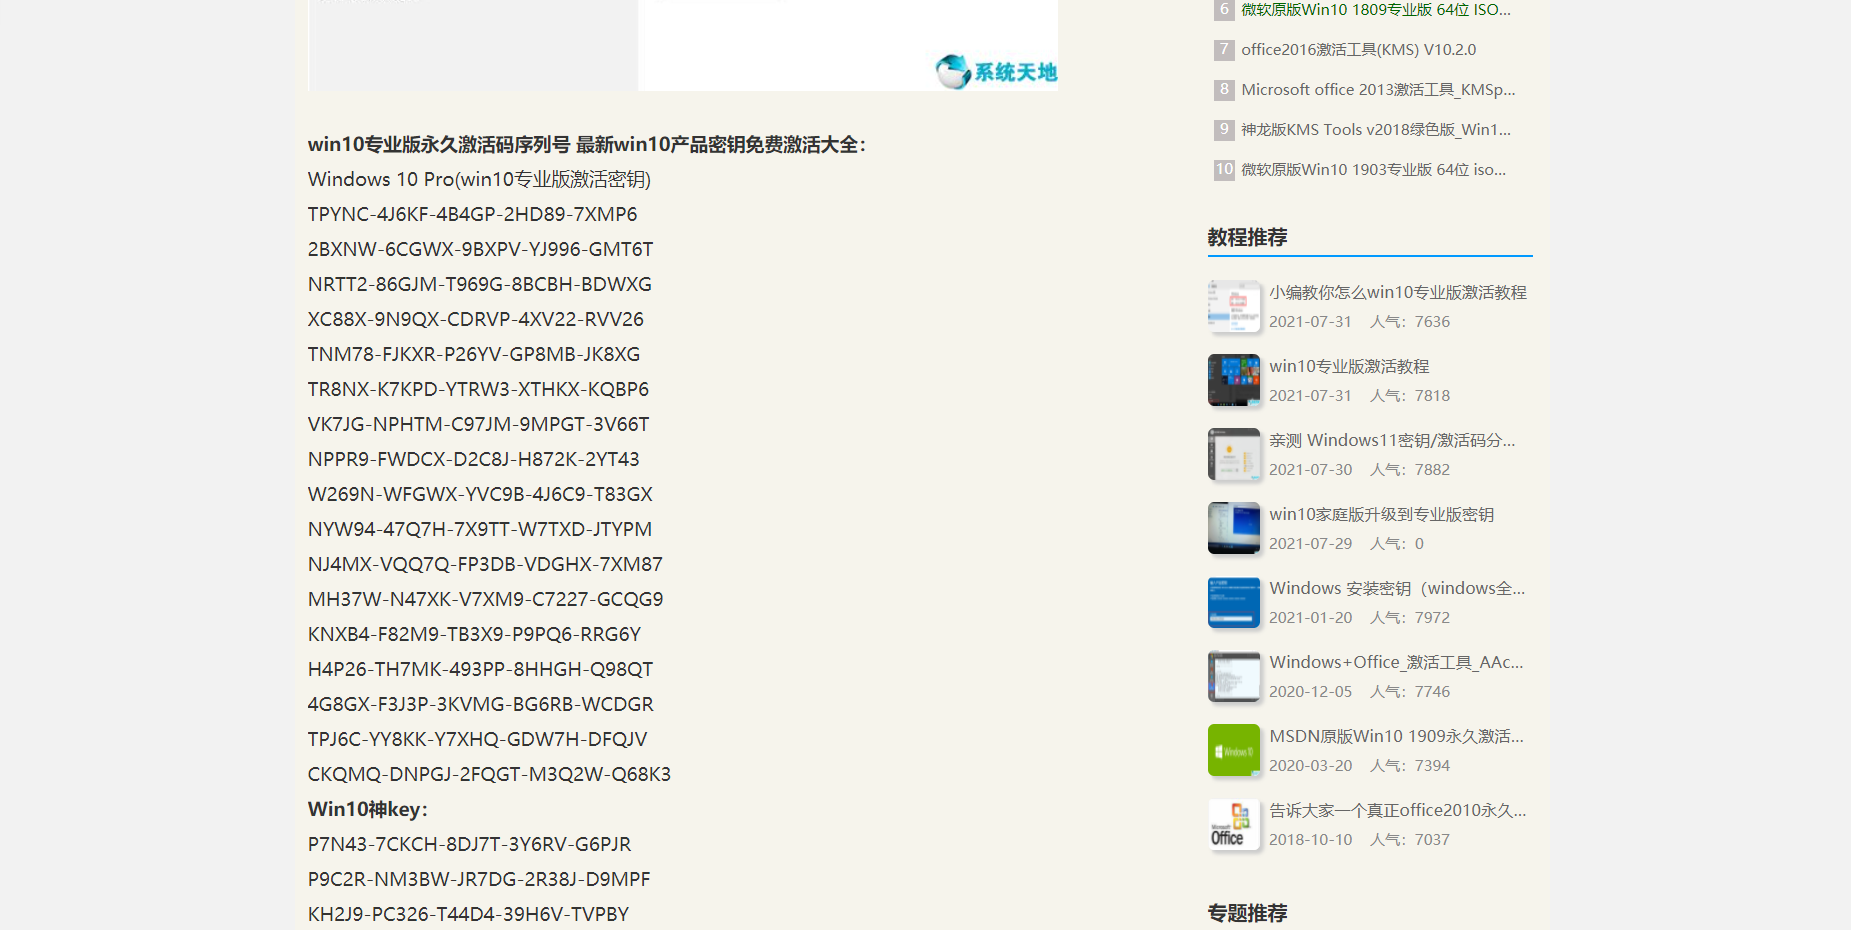 系统天地
win10专业版永久激活码序列号 最新win10产品密钥免费激活大全:
Windows 10 Pro(win10专业版激活密钥)
TPYNC-4J6KF-4B4GP-2HD89-7XMP6
2BXNW-6CGWX-9BXPV-YJ996-GMT6T
NRTT2-86GJM-T969G-8BCBH-BDWXG
XC88X-9N9QX-CDRVP-4XV22-RVV26
TNM78-FJKXR-P26YV-GP8MB-JK8XG
TR8NX-K7KPD-YTRW3-XTHKX-KQBP6
VK7JG-NPHTM-C97JM-9MPGT-3V66T
NPPR9-FWDCX-D2C8J-H872K-2YT43
W269N-WFGWX-YVC9B-4J6C9-T83GX
NYW94-47Q7H-7X9TT-W7TXD-JTYPM
NJ4MX-VQQ7Q-FP3DB-VDGHX-7XM87
MH37W-N47XK-V7XM9-C7227-GCQG9
KNXB4-F82M9-TB3X9-P9PQ6-RRG6Y
H4P26-TH7MK-493PP-8HHGH-Q98QT
4G8GX-F3J3P-3KVMG-BG6RB-WCDGR
TPJ6C-YY8KK-Y7XHQ-GDW7H-DFQJV
CKQMQ-DNPGJ-2FQGT-M3Q2W-Q68K3
Win10神key:
P7N43-7CKCH-8DJ7T-3Y6RV-G6PJR
P9C2R-NM3BW-JR7DG-2R38J-D9MPF
KH2J9-PC326-T44D4-39H6V-TVPBY
6 微软原版Win10 1809专业版 64位 ISO...
7 office2016激活工具(KMS) V10.2.0
8 Microsoft office 2013激活工具_KMSp...
9 神龙版KMS Tools v2018绿色版_Win1...
10 微软原版Win10 1903专业版 64位 iso...
教程推荐
小编教你怎么win10专业版激活教程
2021-07-31 人气：7636
win10专业版激活教程
2021-07-31 人气：7818
亲测 Windows11密钥/激活码分...
2021-07-30 人气：7882
win10家庭版升级到专业版密钥
2021-07-29 人气：0
Windows 安装密钥（windows全...
2021-01-20 人气：7972
Windows+Office_激活工具_AAc...
2020-12-05 人气：7746
Windows 10
MSDN原版Win10 1909永久激活...
2020-03-20 人气：7394
Office
告诉大家一个真正office2010永久...
2018-10-10 人气：7037
专题推荐